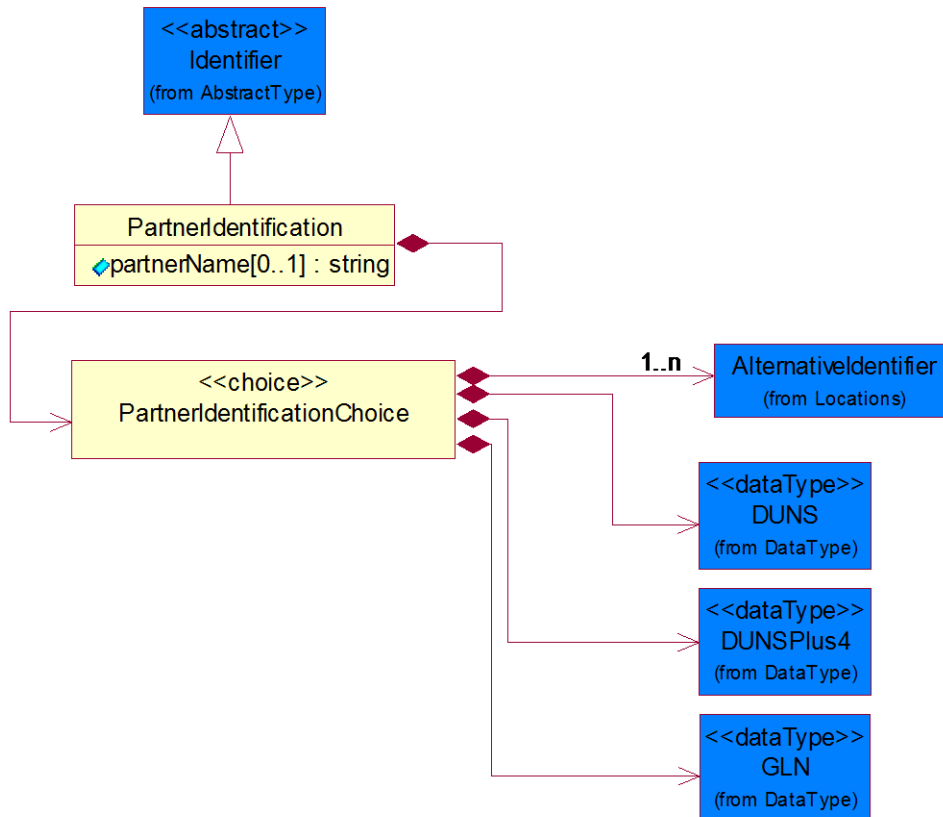 <<abstract>>
Identifier
(from AbstractType)
PartnerIdentification
partnerName[0..1] : string
<<choice>>
PartnerIdentificationChoice
1..n
AlternativeIdentifier
(from Locations)
<<dataType>>
DUNS
(from DataType)
<<dataType>>
DUNSPlus4
(from DataType)
<<dataType>>
GLN
(from DataType)